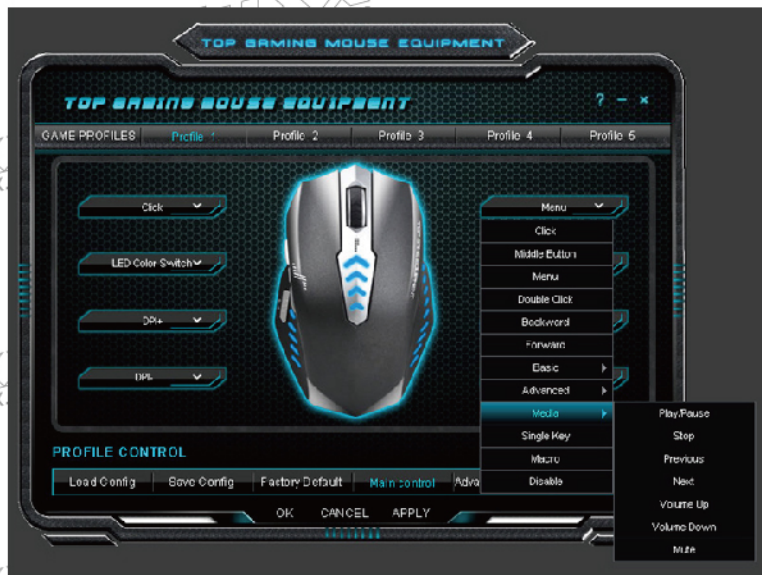 TOP GAMING MOUSE EQUIPMENT
TOP GAMING MOUSE EQUIPMENT
? – ×
GAME PROFILES Profile 1 Profile 2 Profile 3 Profile 4 Profile 5
Click
Menu
LED Color Switch
DPI+
DPI-
Click
Middle Button
Menu
Double Click
Backword
Forward
Basic
Advanced
Media
Single Key
Macro
Disable
Play/Pause
Stop
Previous
Next
Volume Up
Volume Down
Mute
PROFILE CONTROL
Load Config Save Config Factory Default Main control Adva
OK CANCEL APPLY